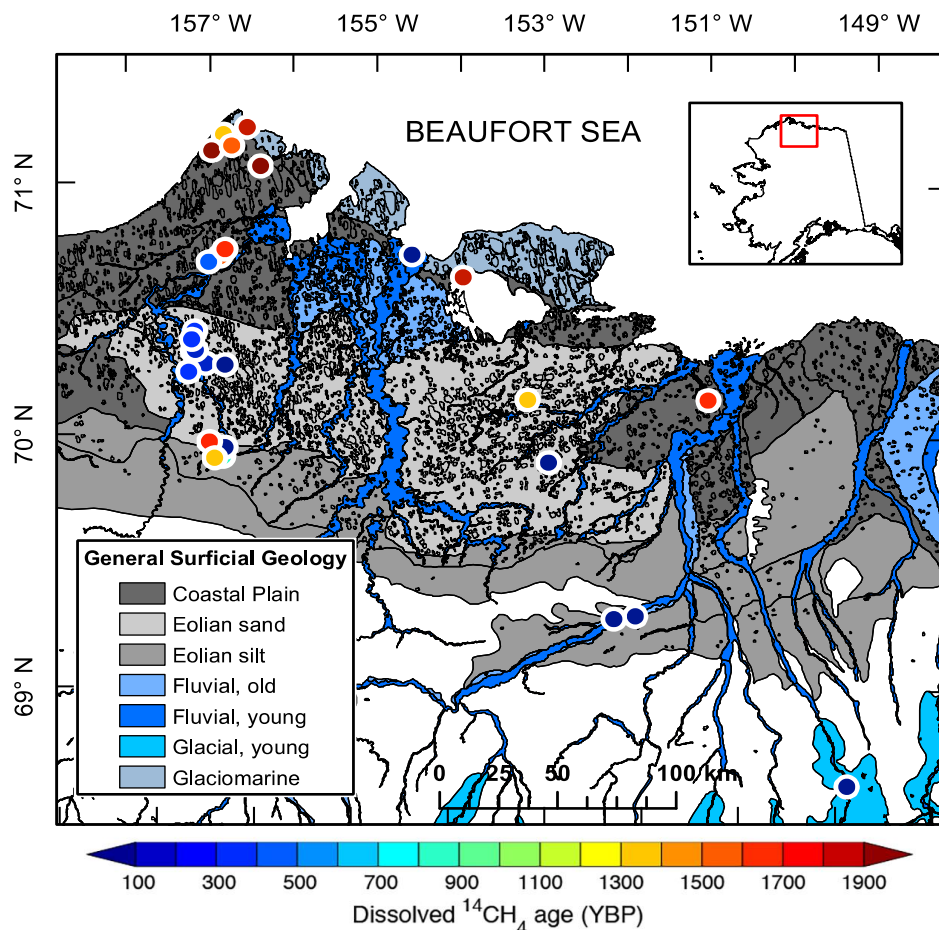 157° W 155° W 153° W 151° W 149° W
BEAUFORT SEA
71° N
70° N
69° N
General Surficial Geology
Coastal Plain
Eolian sand
Eolian silt
Fluvial, old
Fluvial, young
Glacial, young
Glaciomarine
0 25 50 100 km
100 300 500 700 900 1100 1300 1500 1700 1900
Dissolved ¹⁴CH₄ age (YBP)